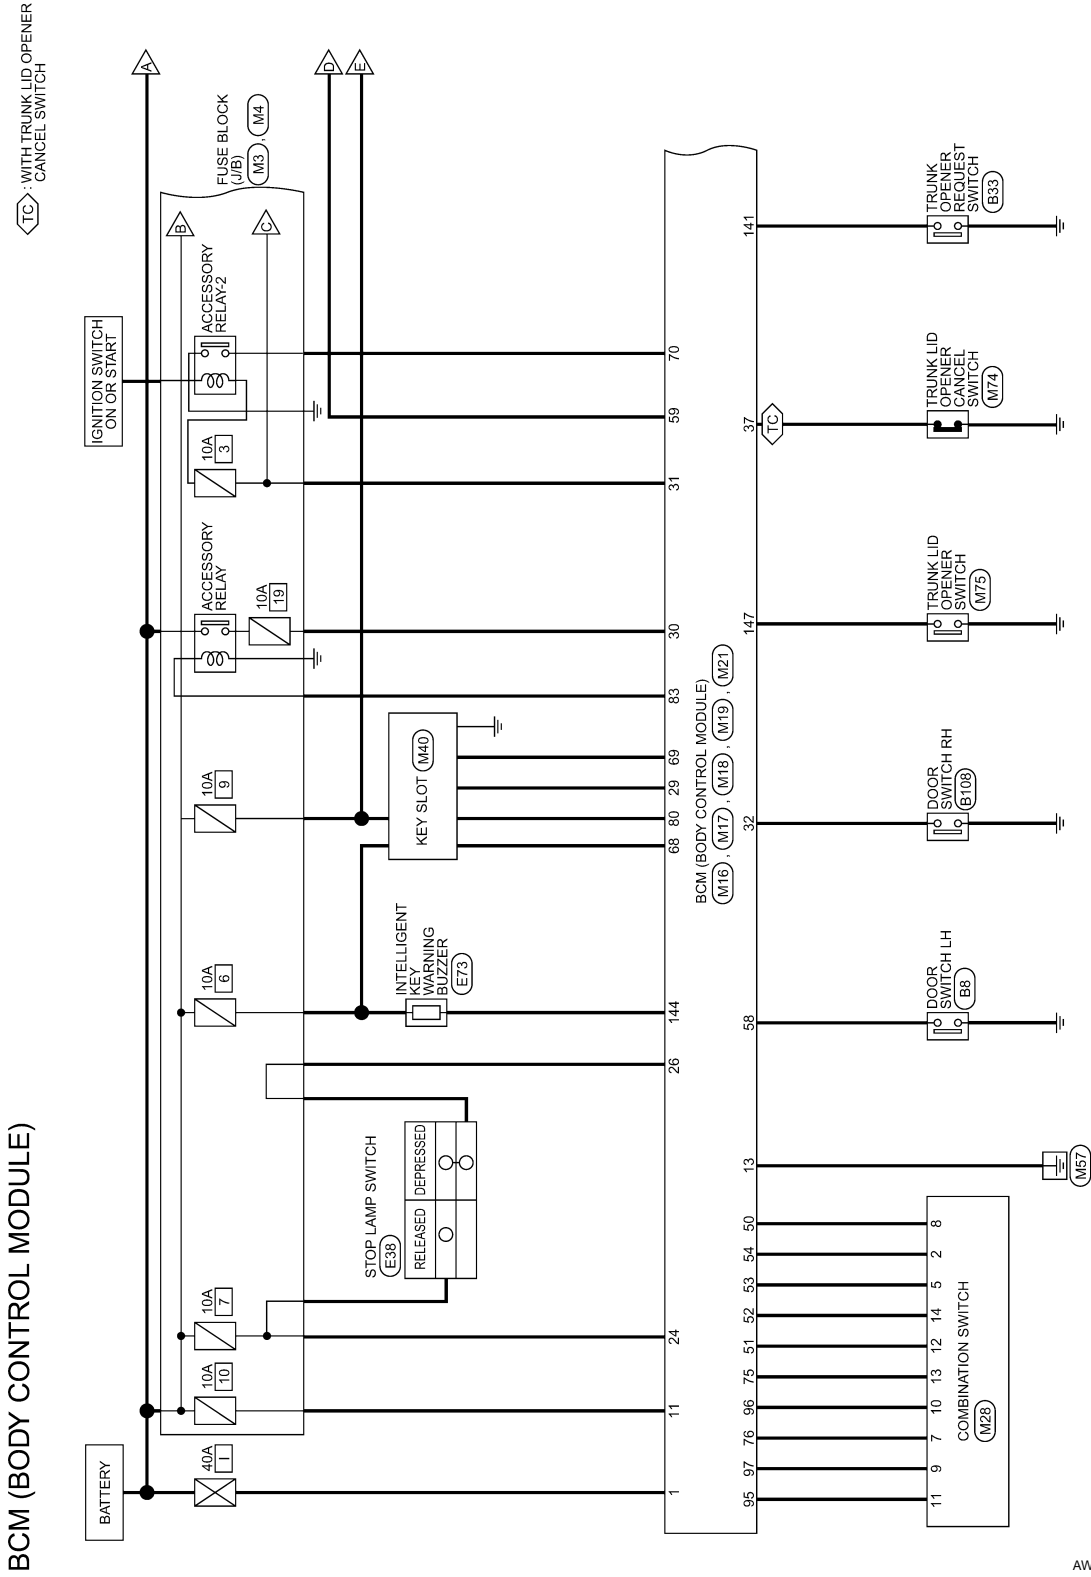 BCM (BODY CONTROL MODULE)
TC : WITH TRUNK LID OPENER
CANCEL SWITCH
BATTERY
IGNITION SWITCH
ON OR START
A
D
E
40A
I
10A
10
10A
7
10A
6
10A
9
ACCESSORY
RELAY
10A
19
10A
3
ACCESSORY
RELAY-2
B
C
FUSE BLOCK
(J/B)
M3 , M4
STOP LAMP SWITCH
E38
RELEASED
DEPRESSED
INTELLIGENT
KEY
WARNING
BUZZER
E73
KEY SLOT M40
1
11
24
26
144
68
80
29
69
83
30
31
59
70
BCM (BODY CONTROL MODULE)
M16 , M17 , M18 , M19 , M21
95
97
76
96
75
51
52
53
54
50
13
58
32
147
37
141
TC
11
9
7
10
13
12
14
5
2
8
COMBINATION SWITCH
M28
M57
DOOR
SWITCH LH
B8
DOOR
SWITCH RH
B108
TRUNK LID
OPENER
SWITCH
M75
TRUNK LID
OPENER
CANCEL
SWITCH
M74
TRUNK
OPENER
REQUEST
SWITCH
B33
AW